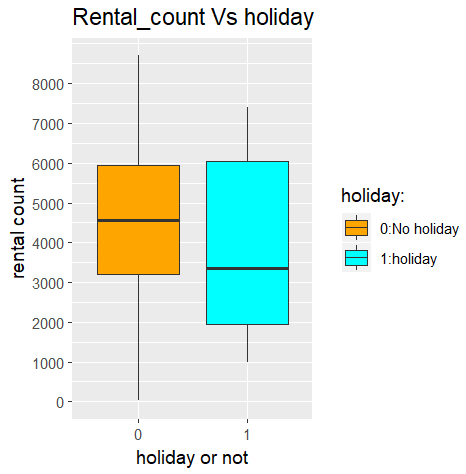 Rental_count Vs holiday
rental count
8000
7000
6000
5000
4000
3000
2000
1000
0
0
1
holiday or not
holiday:
0:No holiday
1:holiday